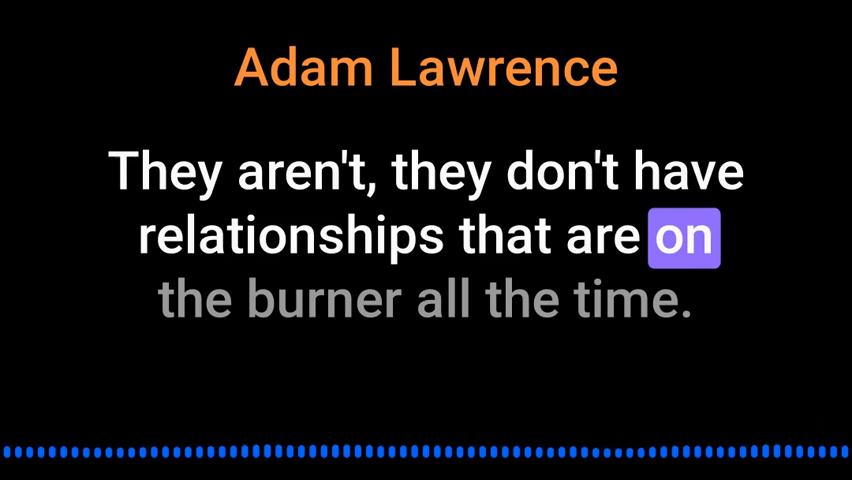 Adam Lawrence
They aren't, they don't have
relationships that are on
the burner all the time.